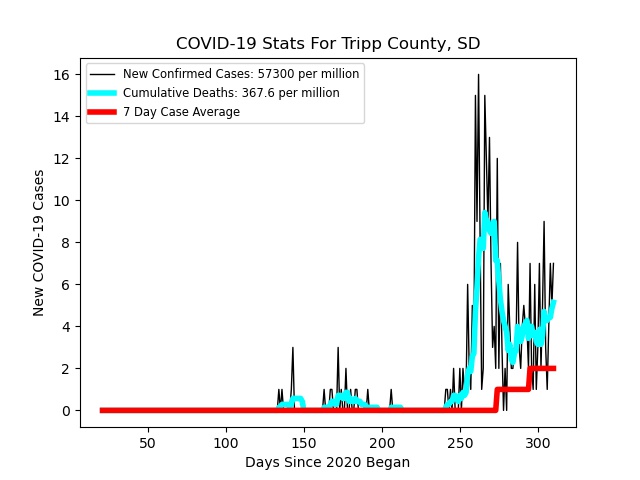 COVID-19 Stats For Tripp County, SD
New Confirmed Cases: 57300 per million
Cumulative Deaths: 367.6 per million
7 Day Case Average
New COVID-19 Cases
16
14
12
10
8
6
4
2
0
50 100 150 200 250 300
Days Since 2020 Began